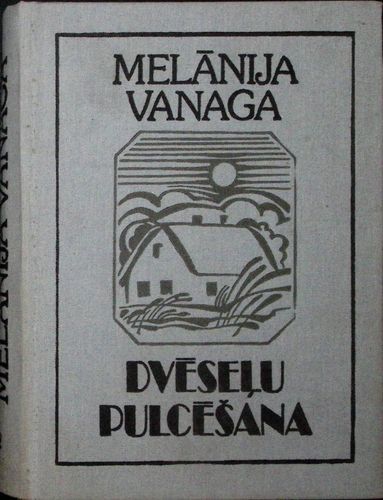 MELĀNIJA
VANAGA
DVĒSEĻU
PULCĒŠANA
MELĀNIJA VANAGA